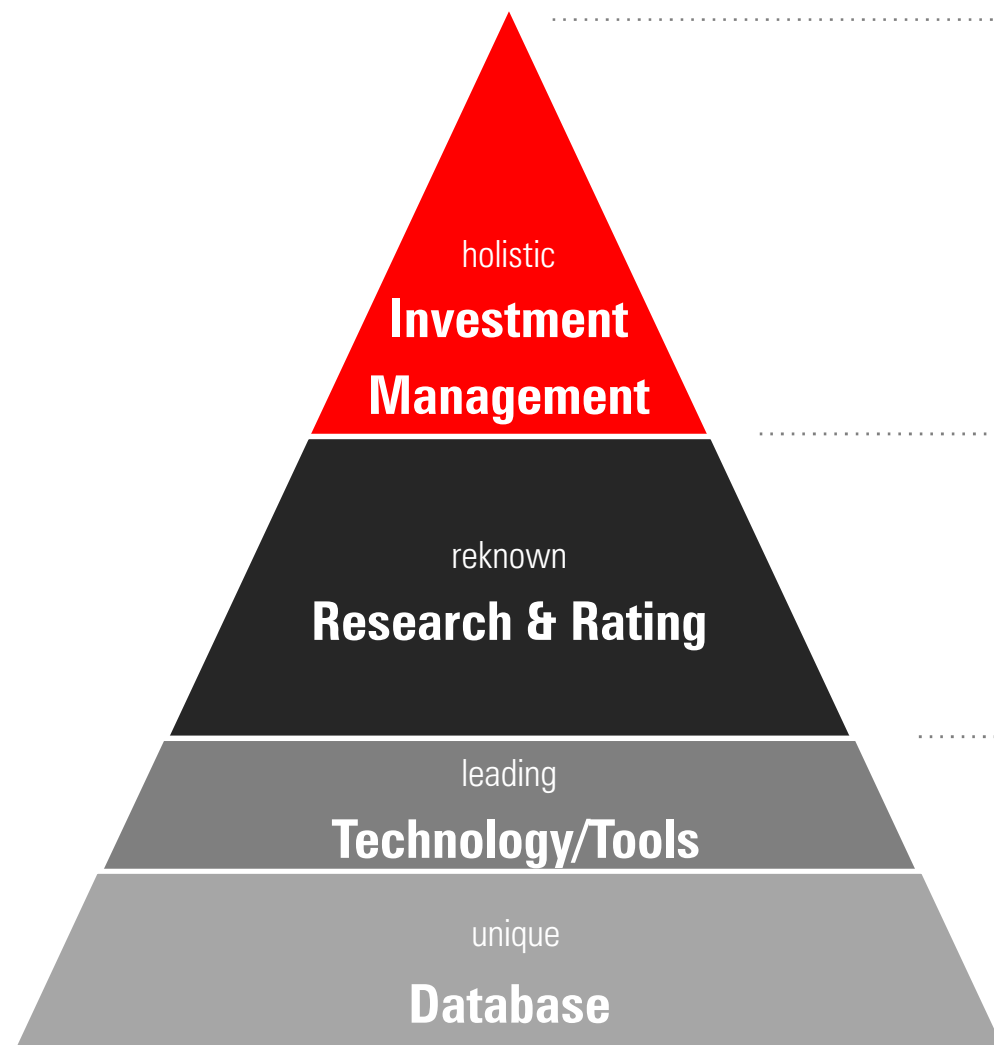 holistic
Investment
Management
reknown
Research & Rating
leading
Technology/Tools
unique
Database